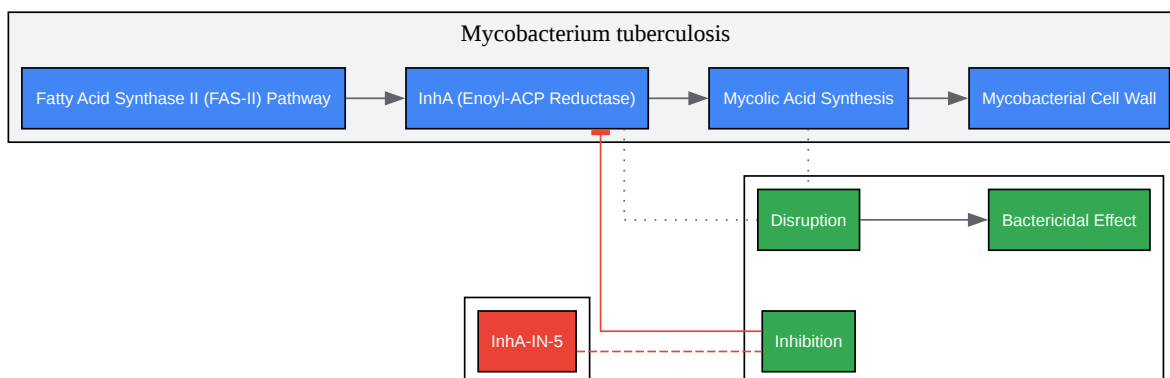 Mycobacterium tuberculosis
Fatty Acid Synthase II (FAS-II) Pathway
InhA (Enoyl-ACP Reductase)
Mycolic Acid Synthesis
Mycobacterial Cell Wall
Disruption
Bactericidal Effect
InhA-IN-5
Inhibition